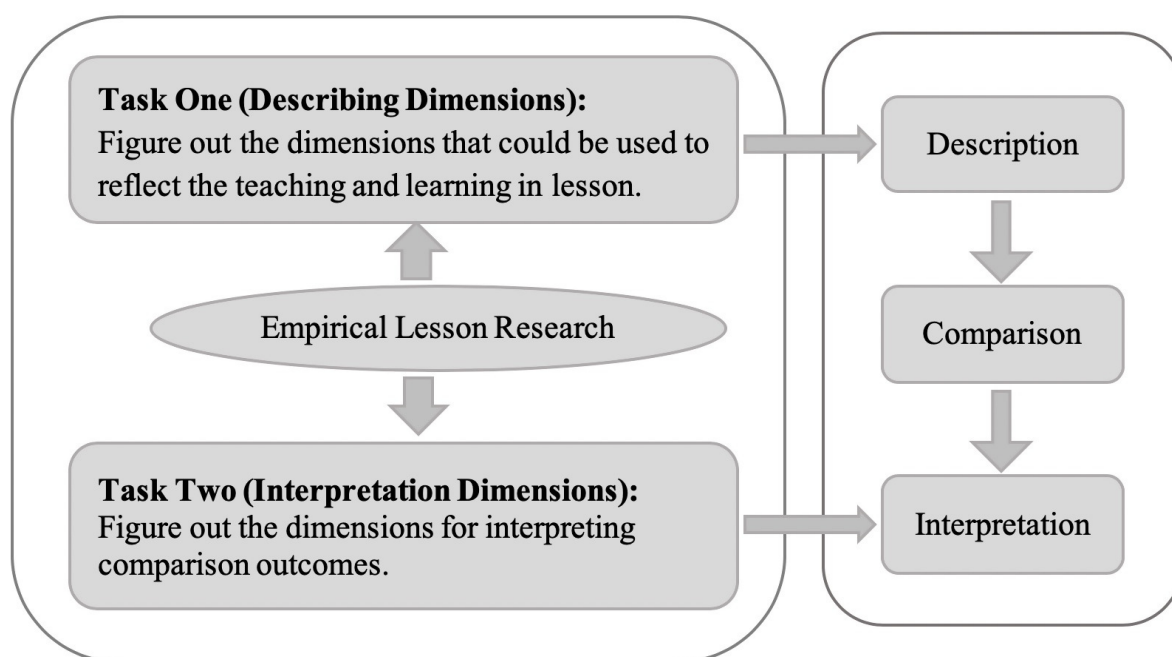 Task One (Describing Dimensions):
Figure out the dimensions that could be used to
reflect the teaching and learning in lesson.
Empirical Lesson Research
Task Two (Interpretation Dimensions):
Figure out the dimensions for interpreting
comparison outcomes.
Description
Comparison
Interpretation